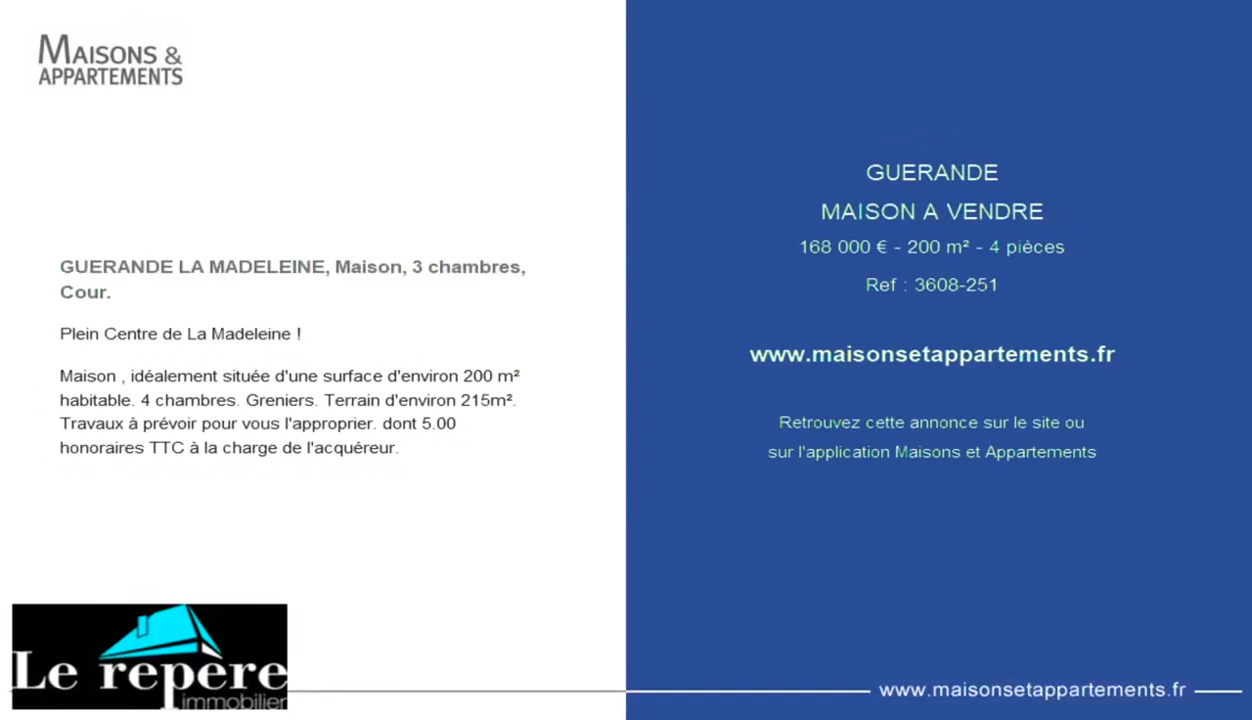 MAISONS &
APPARTEMENTS
GUERANDE LA MADELEINE, Maison, 3 chambres,
Cour.
Plein Centre de La Madeleine !
Maison , idéalement située d'une surface d'environ 200 m²
habitable. 4 chambres. Greniers. Terrain d'environ 215m².
Travaux à prévoir pour vous l'approprier. dont 5.00
honoraires TTC à la charge de l'acquéreur.
Le repère
immobilier
GUERANDE
MAISON A VENDRE
168 000 € - 200 m² - 4 pièces
Ref : 3608-251
www.maisonsetappartements.fr
Retrouvez cette annonce sur le site ou
sur l'application Maisons et Appartements
www.maisonsetappartements.fr